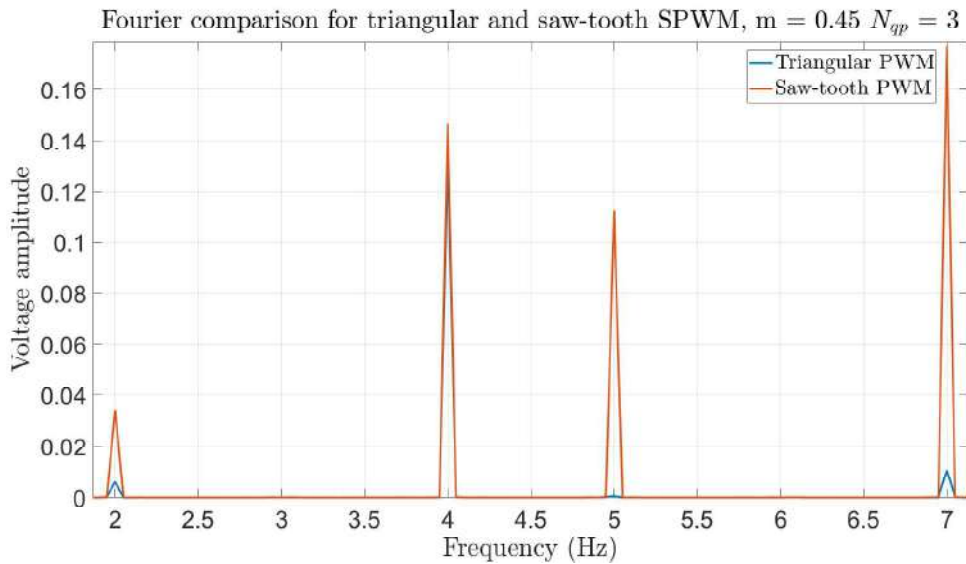 Fourier comparison for triangular and saw-tooth SPWM, m = 0.45 N_{qp} = 3
Triangular PWM
Saw-tooth PWM
Voltage amplitude
0.16
0.14
0.12
0.1
0.08
0.06
0.04
0.02
0
2 2.5 3 3.5 4 4.5 5 5.5 6 6.5 7
Frequency (Hz)